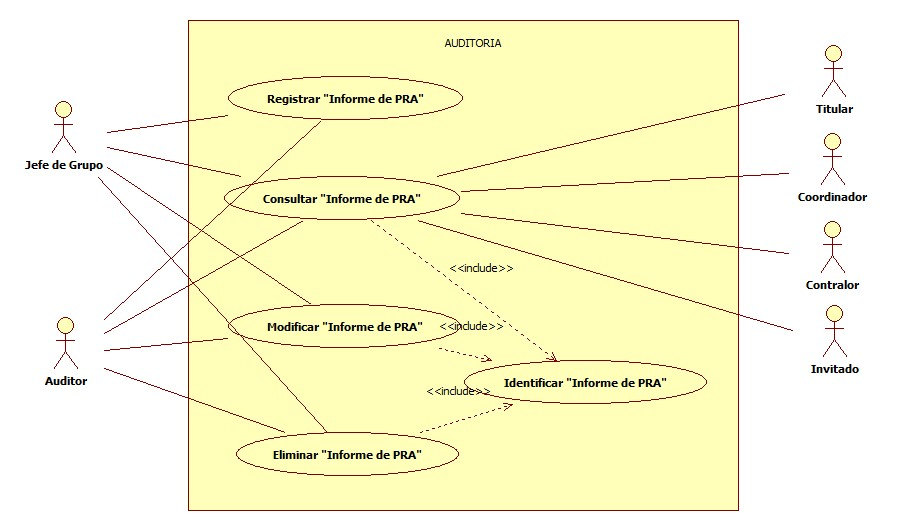 AUDITORIA
Registrar "Informe de PRA"
Titular
Jefe de Grupo
Consultar "Informe de PRA"
Coordinador
<<include>>
Contralor
Modificar "Informe de PRA"
<<include>>
Auditor
Invitado
Identificar "Informe de PRA"
<<include>>
Eliminar "Informe de PRA"